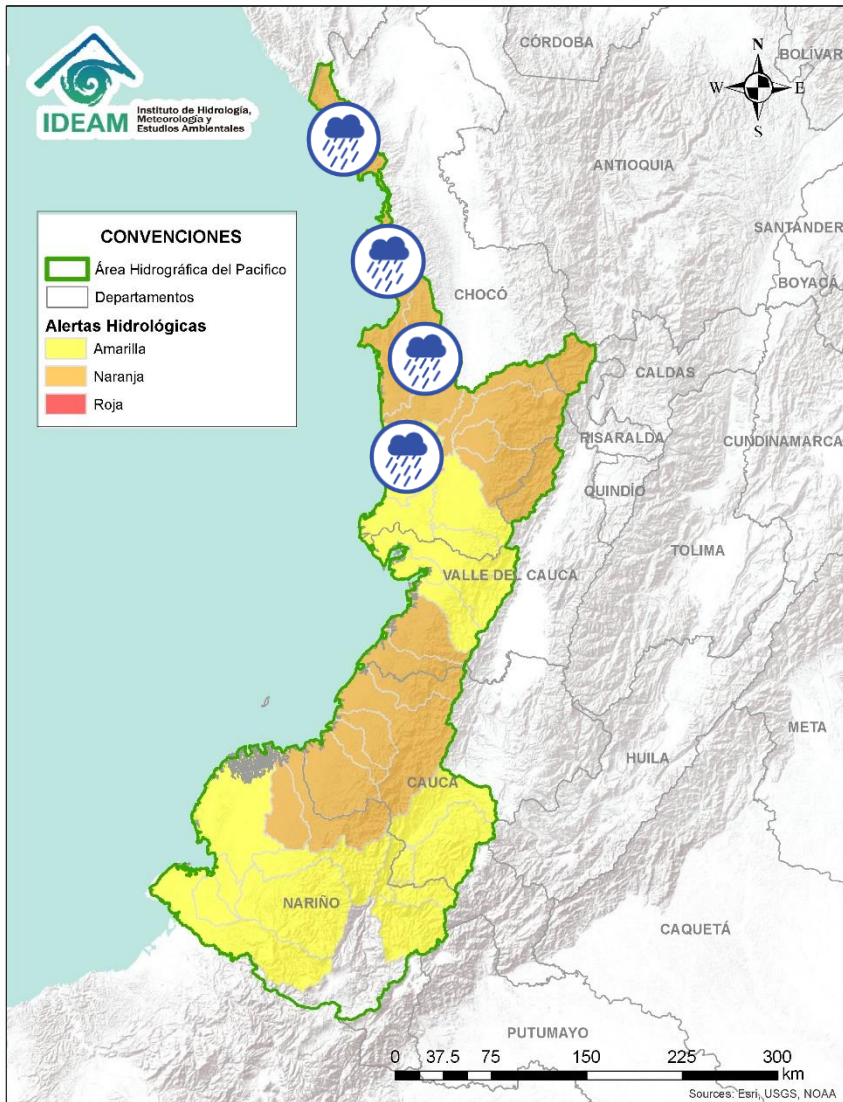 IDEAM
Instituto de Hidrología,
Meteorología y
Estudios Ambientales
CÓRDOBA
BOLÍVAR
N
W
E
S
ANTIOQUIA
SANTANDER
BOYACÁ
CONVENCIONES
Área Hidrográfica del Pacifico
Departamentos
Alertas Hidrológicas
Amarilla
Naranja
Roja
CHOCÓ
CALDAS
RISARALDA
CUNDINAMARCA
QUINDÍO
TOLIMA
VALLE DEL CAUCA
META
HUILA
CAUCA
NARIÑO
CAQUETÁ
PUTUMAYO
0 37.5 75 150 225 300
km
Sources: Esri, USGS, NOAA